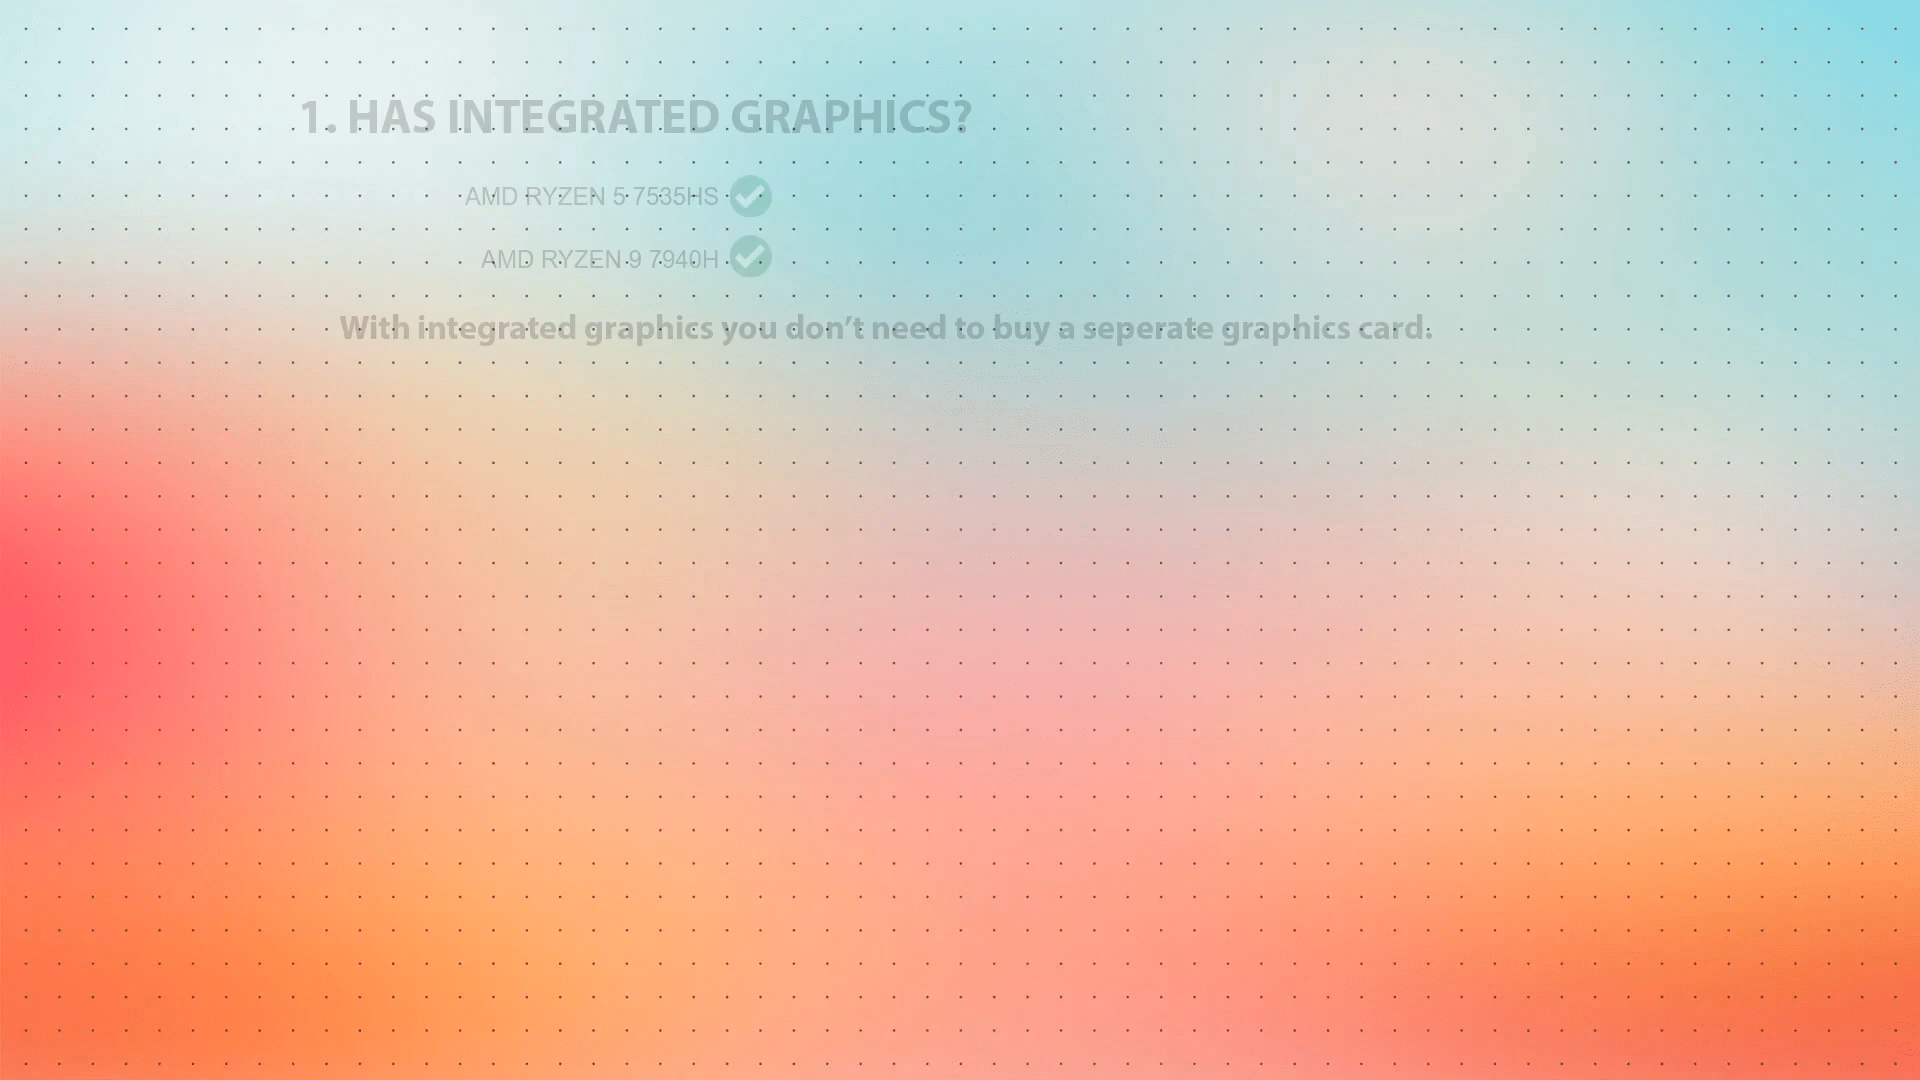 1. HAS INTEGRATED GRAPHICS?
AMD RYZEN 5 7535HS
AMD RYZEN 9 7940H
With integrated graphics you don’t need to buy a seperate graphics card.